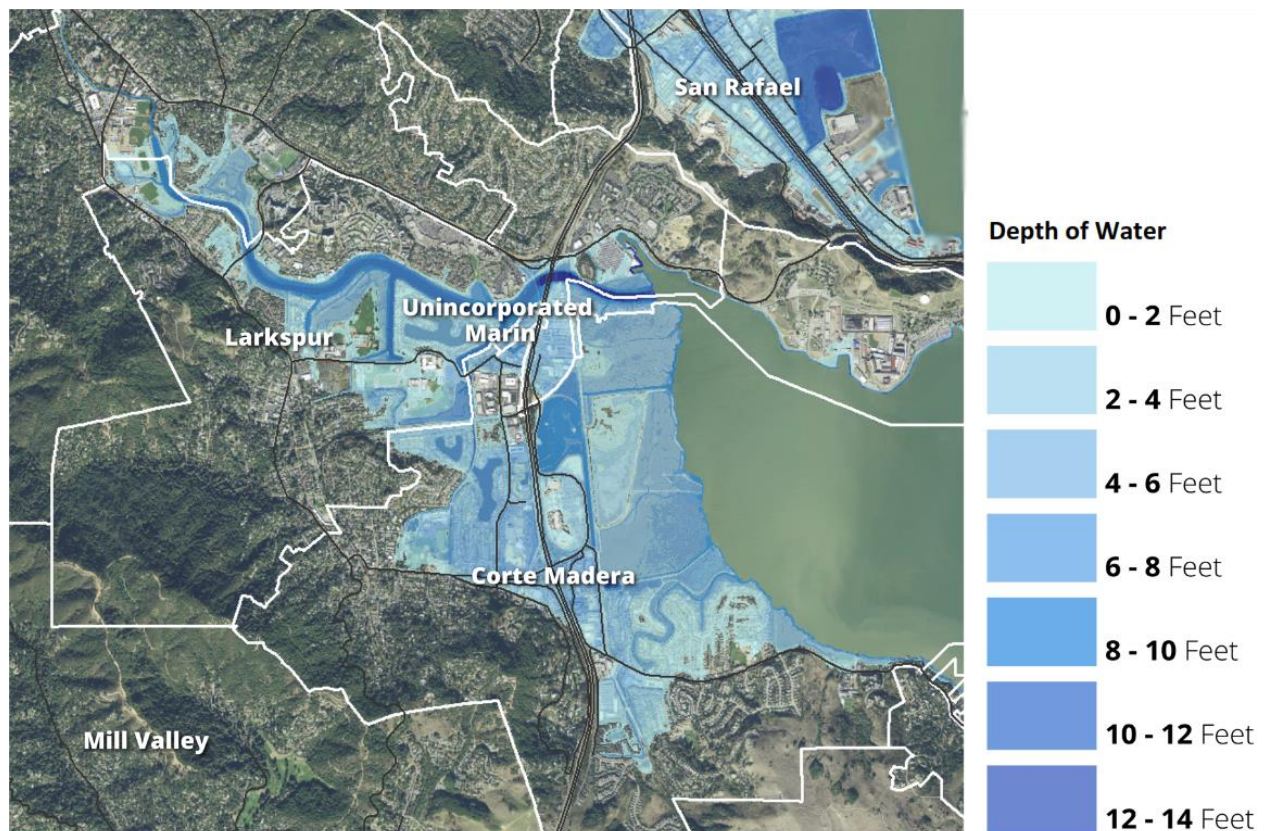 San Rafael
Unincorporated
Marin
Larkspur
Corte Madera
Mill Valley
Depth of Water
0 - 2 Feet
2 - 4 Feet
4 - 6 Feet
6 - 8 Feet
8 - 10 Feet
10 - 12 Feet
12 - 14 Feet